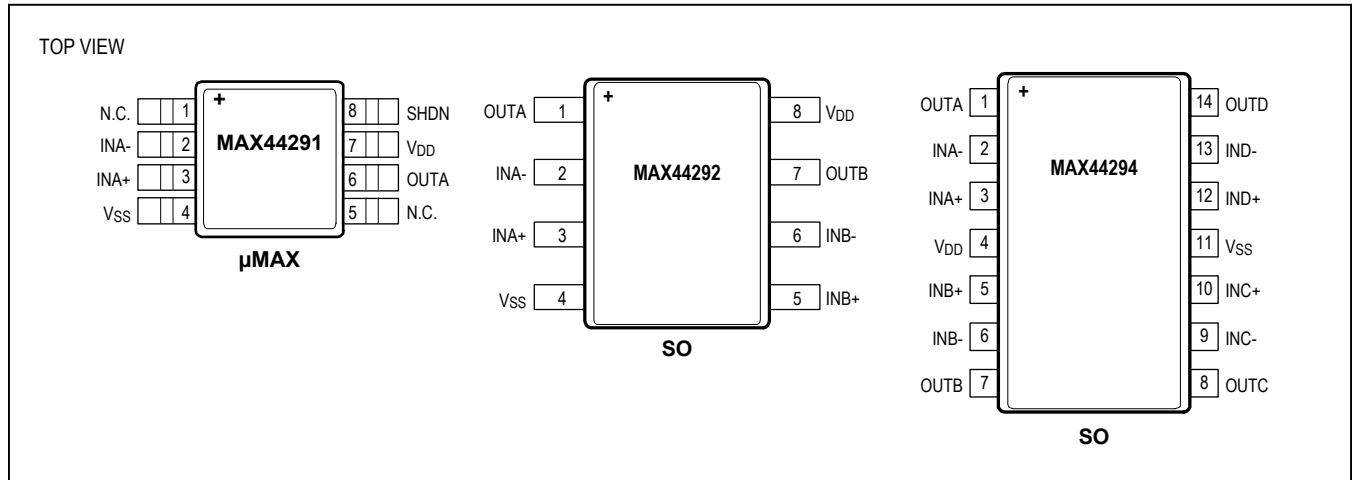 TOP VIEW
+
MAX44291
N.C. 1
INA- 2
INA+ 3
VSS 4
8 SHDN
7 VDD
6 OUTA
5 N.C.
µMAX
+
MAX44292
OUTA 1
INA- 2
INA+ 3
VSS 4
8 VDD
7 OUTB
6 INB-
5 INB+
SO
+
MAX44294
OUTA 1
INA- 2
INA+ 3
VDD 4
INB+ 5
INB- 6
OUTB 7
14 OUTD
13 IND-
12 IND+
11 VSS
10 INC+
9 INC-
8 OUTC
SO